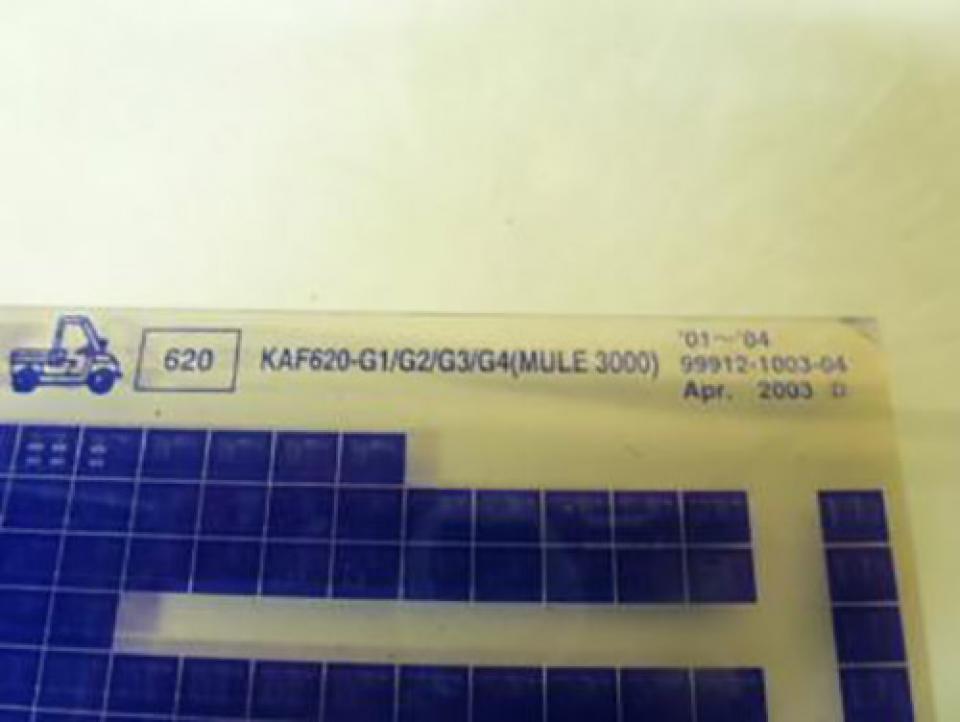 620 KAF620-G1/G2/G3/G4(MULE 3000)
'01~'04
99912-1003-04
Apr. 2003 D